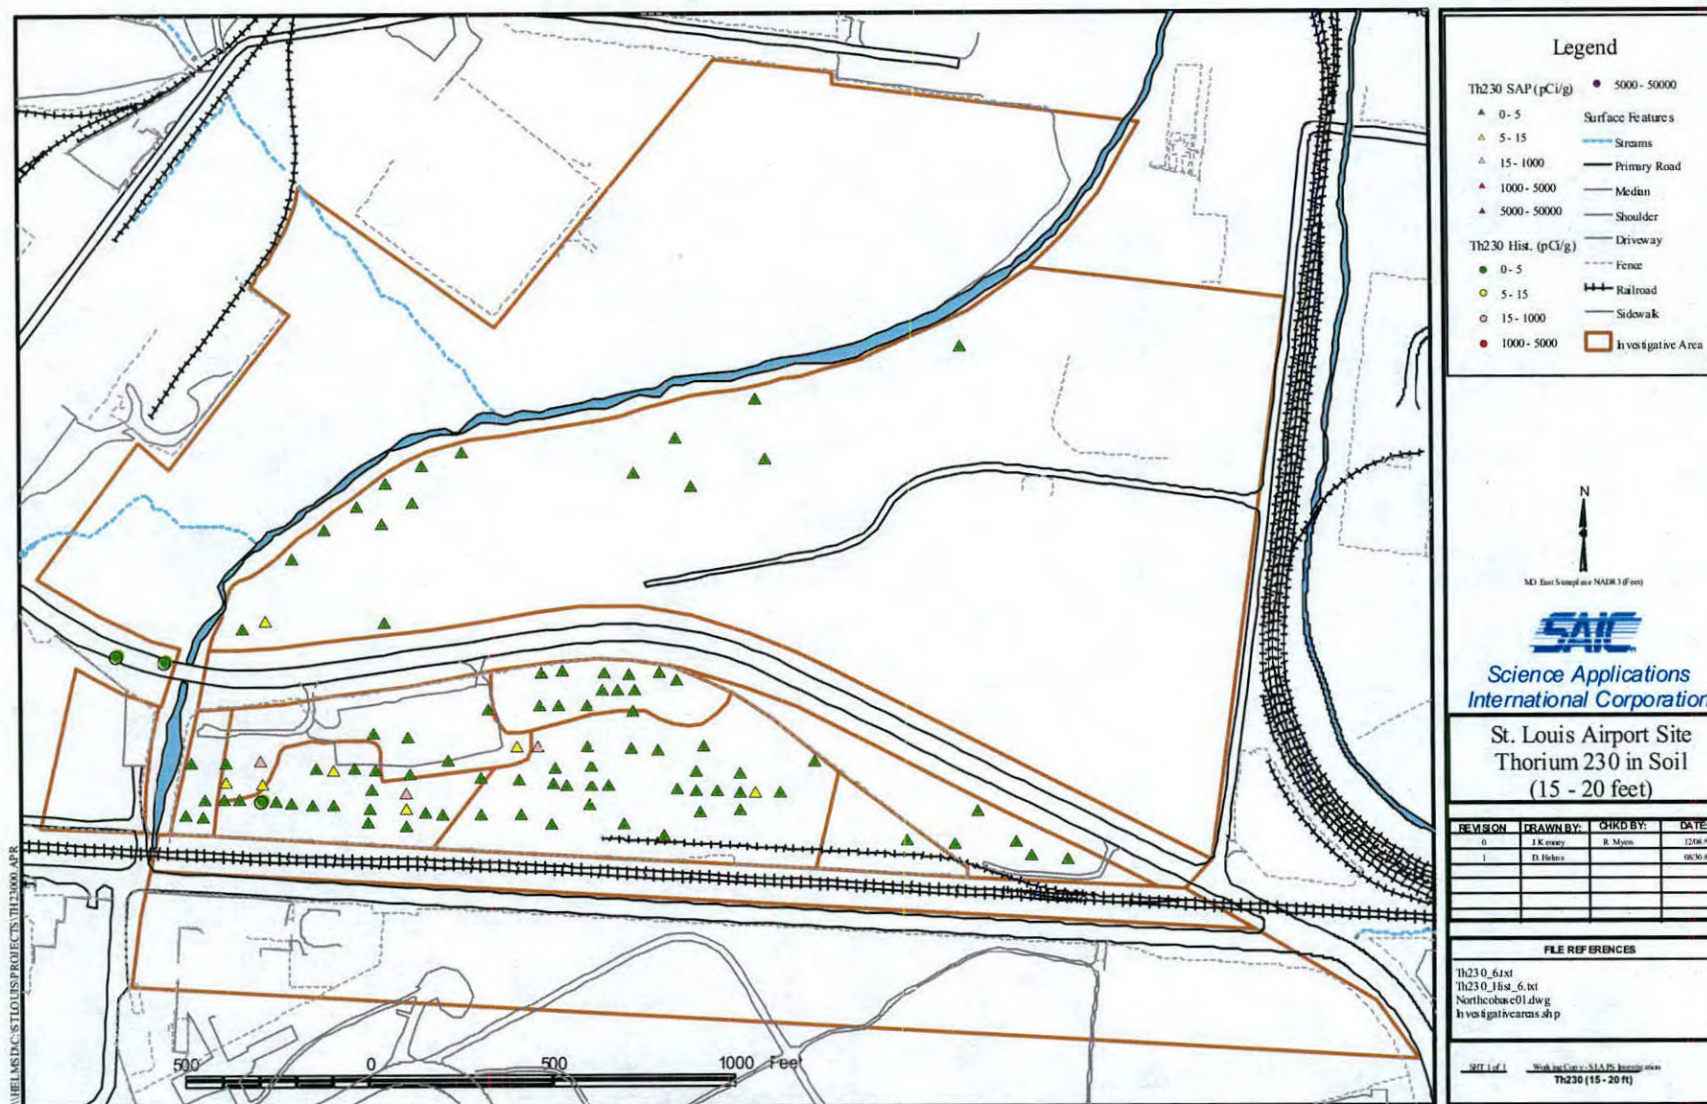 Legend
Th230 SAP (pCi/g)
0 - 5
5 - 15
15 - 1000
1000 - 5000
5000 - 50000
Th230 Hist. (pCi/g)
0 - 5
5 - 15
15 - 1000
1000 - 5000
5000 - 50000
Surface Features
Streams
Primary Road
Median
Shoulder
Driveway
Fence
Railroad
Sidewalk
Investigative Area
N
SAIC
Science Applications
International Corporation
St. Louis Airport Site
Thorium 230 in Soil
(15 - 20 feet)
REVISION DRAWN BY: CHKD BY: DATE:
0 J.Kenney R. Myers
1 D. Helms
FILE REFERENCES
Th230_6.txt
Th230_Hist_6.txt
Northcobase01.dwg
Investigativeareas.shp
SHT 1 of 1
Th230 (15 - 20 ft)
500 0 500 1000 Feet